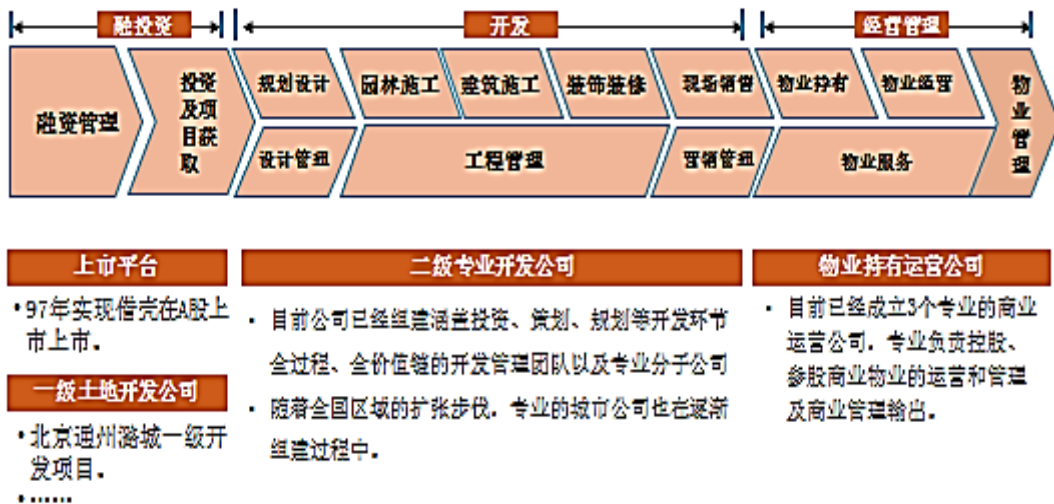 融投资
开发
经营管理
融资管理
投资
及项
目获
取
规划设计
园林施工
建筑施工
装饰装修
现场销售
物业持有
物业经营
物
业
管
理
设计管理
工程管理
营销管理
物业服务
上市平台
•97年实现借壳在A股上
市上市。
一级土地开发公司
•北京通州潞城一级开
发项目。
•……
二级专业开发公司
• 目前公司已经组建涵盖投资、策划、规划等开发环节
全过程、全价值链的开发管理团队以及专业分子公司
• 随着全国区域的扩张步伐，专业的城市公司也在逐渐
组建过程中。
物业持有运营公司
• 目前已经成立3个专业的商业
运营公司，专业负责控股、
参股商业物业的运营和管理
及商业管理输出。